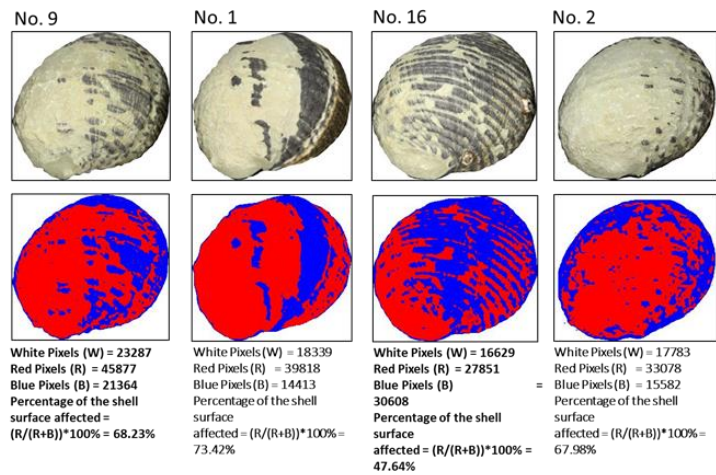 No. 9
No. 1
No. 16
No. 2
White Pixels (W) = 23287
Red Pixels (R) = 45877
Blue Pixels (B) = 21364
Percentage of the shell
surface affected =
(R/(R+B))*100% = 68.23%
White Pixels (W) = 18339
Red Pixels (R) = 39818
Blue Pixels (B) = 14413
Percentage of the shell
surface
affected = (R/(R+B))*100% =
73.42%
White Pixels (W) = 16629
Red Pixels (R) = 27851
Blue Pixels (B) =
30608
Percentage of the shell
surface
affected = (R/(R+B))*100% =
47.64%
White Pixels (W) = 17783
Red Pixels (R) = 33078
Blue Pixels (B) = 15582
Percentage of the shell
surface
affected = (R/(R+B))*100% =
67.98%